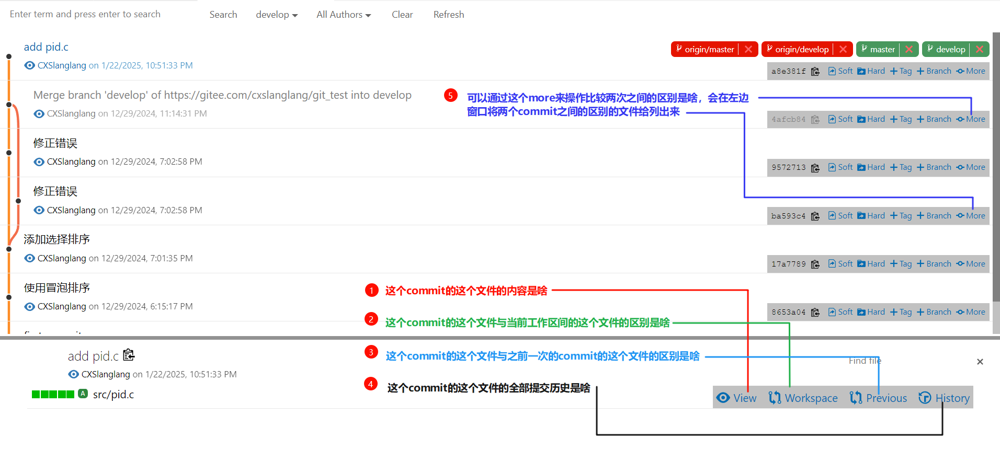 Enter term and press enter to search Search develop All Authors Clear Refresh
add pid.c
origin/master origin/develop master develop
CXSlanglang on 1/22/2025, 10:51:33 PM
a8e381f Soft Hard Tag Branch More
Merge branch 'develop' of https://gitee.com/cxslanglang/git_test into develop
5 可以通过这个more来操作比较两次之间的区别是啥，会在左边
窗口将两个commit之间的区别的文件给列出来
CXSlanglang on 12/29/2024, 11:14:31 PM
4afcb84 Soft Hard Tag Branch More
修正错误
CXSlanglang on 12/29/2024, 7:02:58 PM
9572713 Soft Hard Tag Branch More
修正错误
CXSlanglang on 12/29/2024, 7:02:58 PM
ba593c4 Soft Hard Tag Branch More
添加选择排序
CXSlanglang on 12/29/2024, 7:01:35 PM
17a7789 Soft Hard Tag Branch More
使用冒泡排序
1 这个commit的这个文件的内容是啥
CXSlanglang on 12/29/2024, 6:15:17 PM
8653a04 Soft Hard Tag Branch More
2 这个commit的这个文件与当前工作区间的这个文件的区别是啥
add pid.c
3 这个commit的这个文件与之前一次的commit的这个文件的区别是啥
Find file
CXSlanglang on 1/22/2025, 10:51:33 PM
4 这个commit的这个文件的全部提交历史是啥
A src/pid.c
View Workspace Previous History